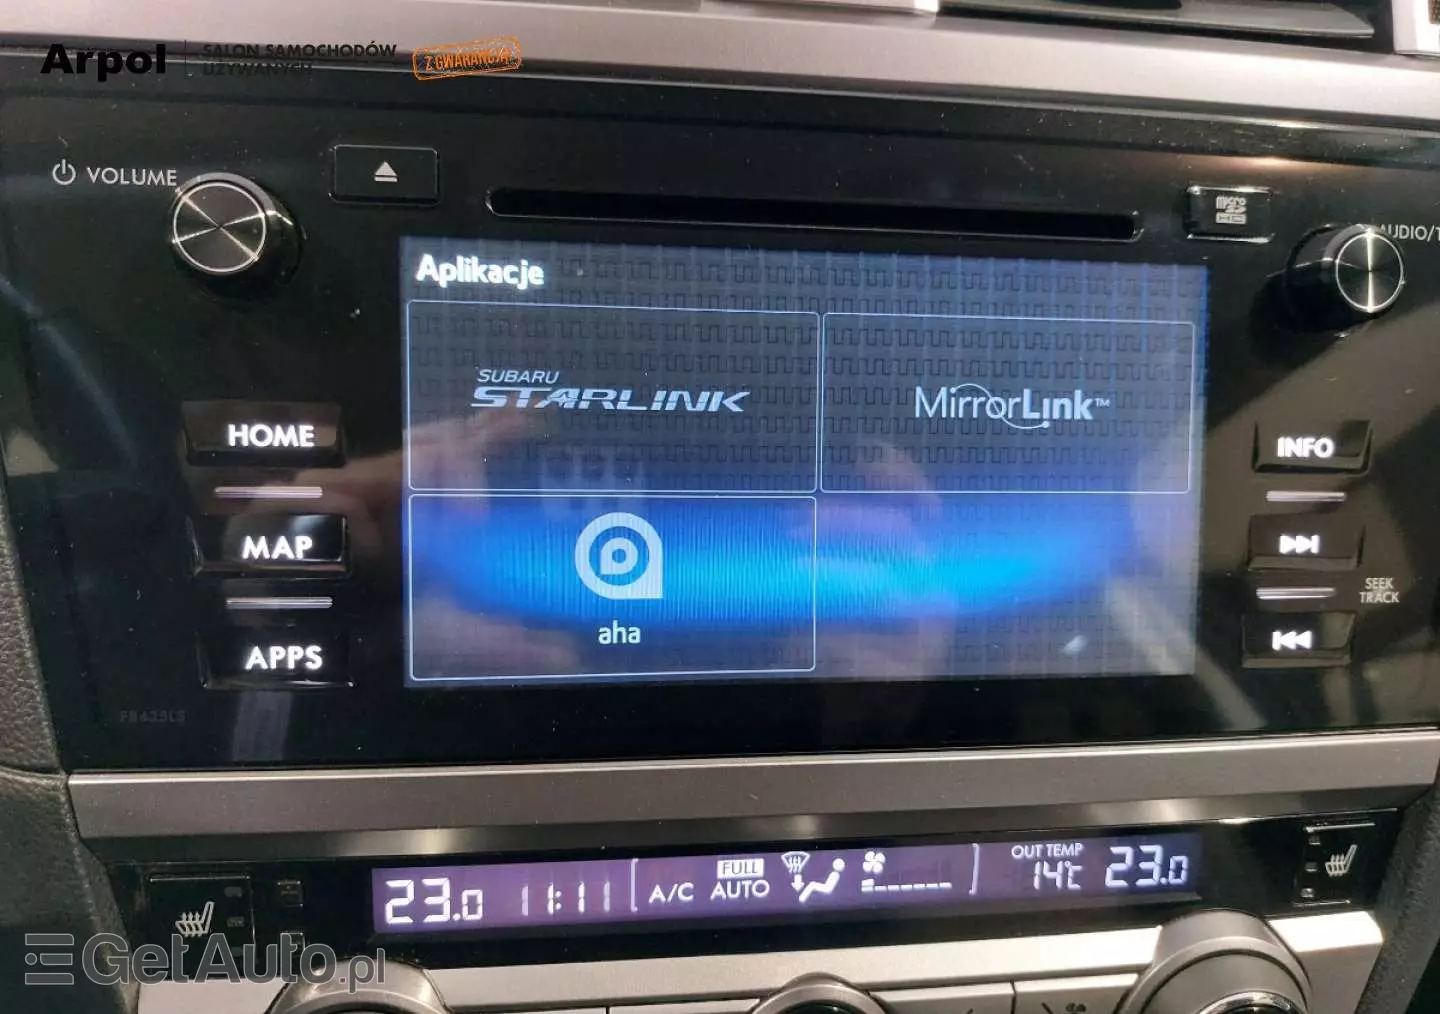 Arpol SALON SAMOCHODÓW
UŻYWANYCH
Z GWARANCJĄ
VOLUME
micro
AUDIO/T
Aplikacje
SUBARU
STARLINK
MirrorLink™
HOME
INFO
MAP
aha
SEEK
TRACK
APPS
23.0 11:11 A/C FULL AUTO OUT TEMP 14°C 23.0
GetAuto.pl